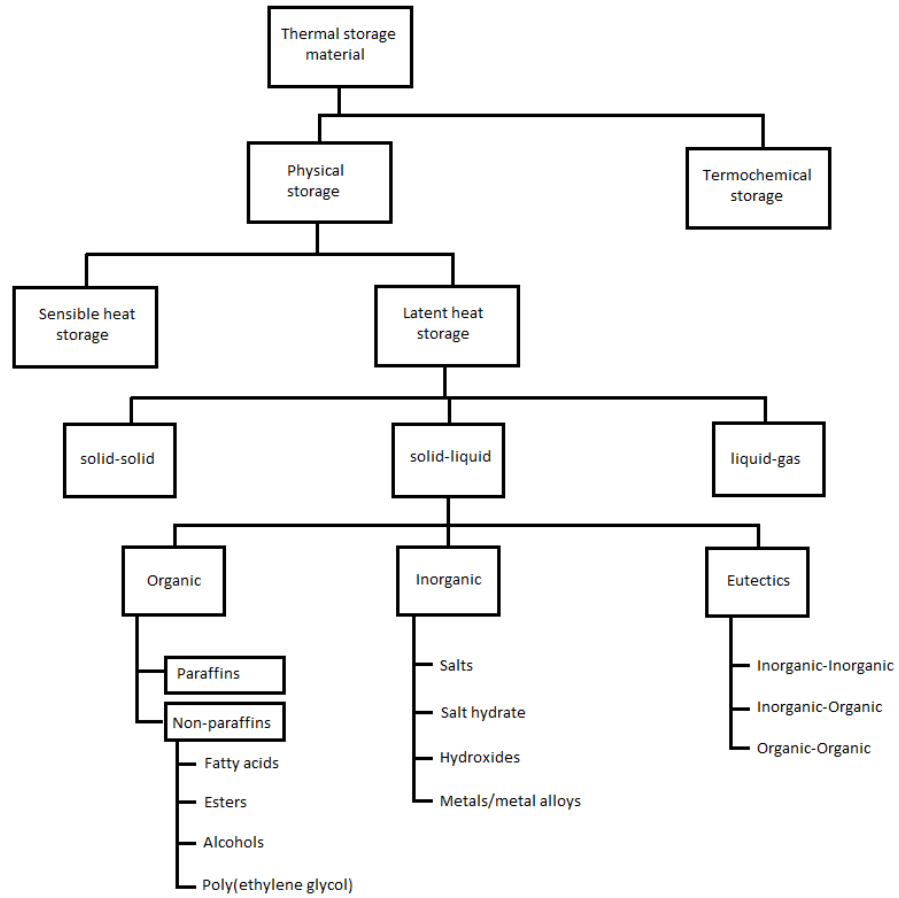 Thermal storage
material
Physical
storage
Termochemical
storage
Sensible heat
storage
Latent heat
storage
solid-solid
solid-liquid
liquid-gas
Organic
Inorganic
Eutectics
Paraffins
Non-paraffins
Fatty acids
Esters
Alcohols
Poly(ethylene glycol)
Salts
Salt hydrate
Hydroxides
Metals/metal alloys
Inorganic-Inorganic
Inorganic-Organic
Organic-Organic